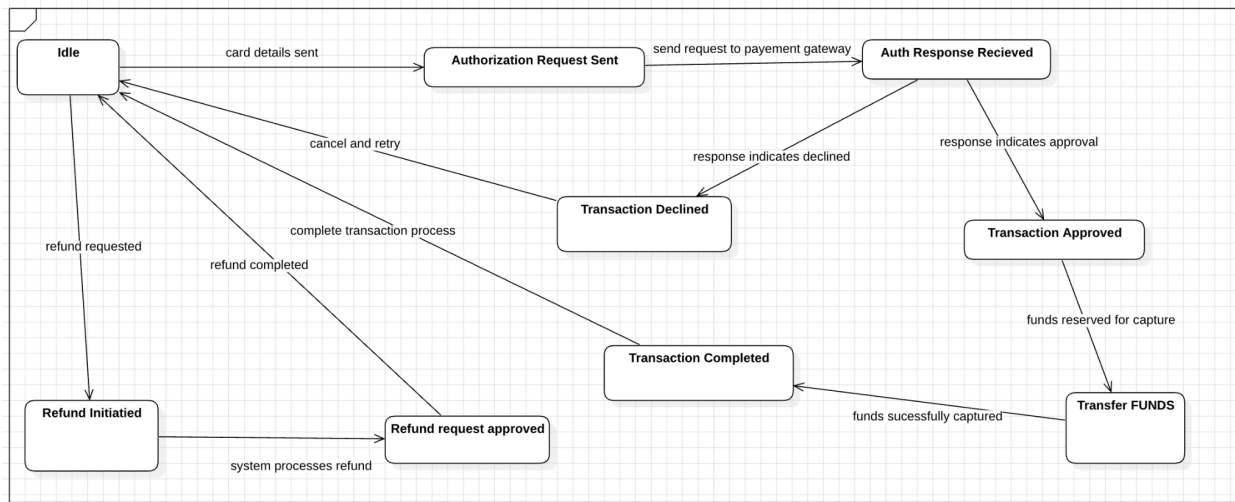 Idle
card details sent
Authorization Request Sent
send request to payement gateway
Auth Response Recieved
cancel and retry
response indicates declined
response indicates approval
Transaction Declined
Transaction Approved
complete transaction process
refund requested
refund completed
funds reserved for capture
Transaction Completed
Transfer FUNDS
Refund Initiatied
funds sucessfully captured
Refund request approved
system processes refund